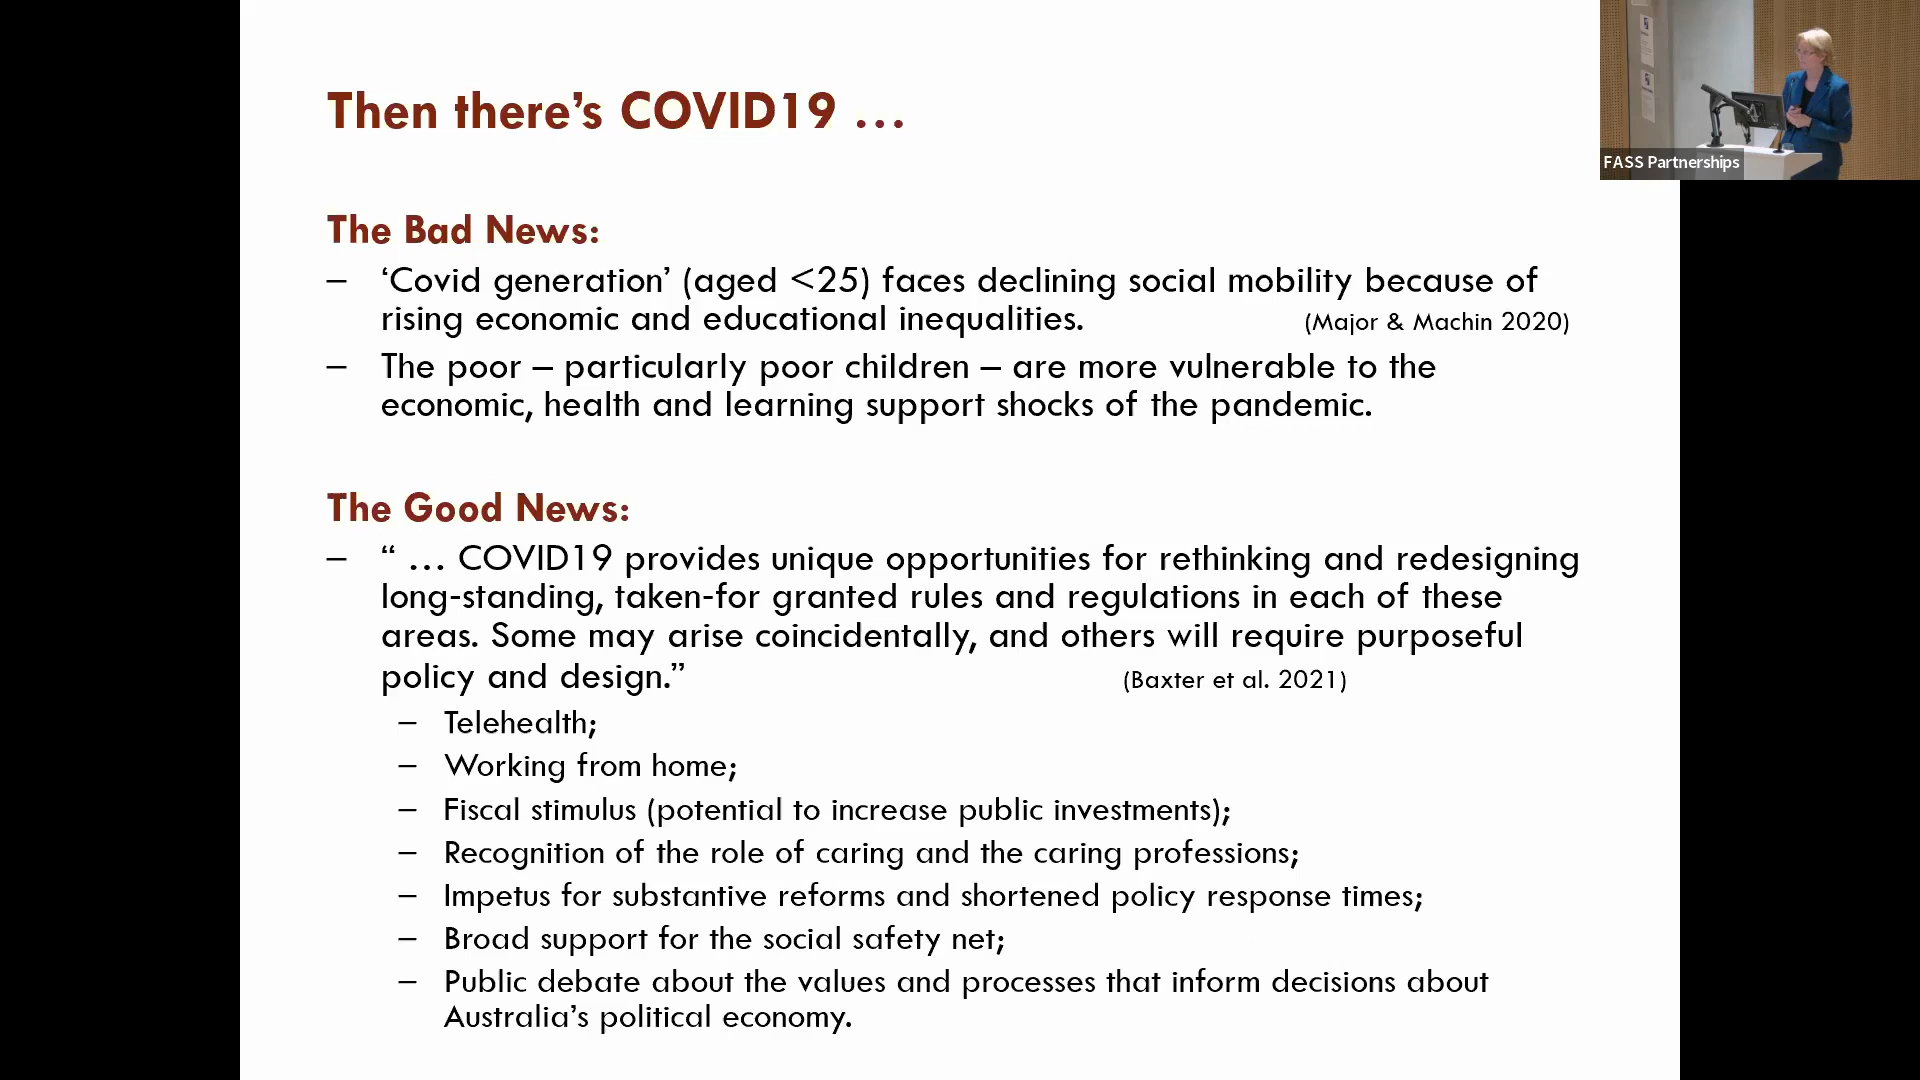 Then there’s COVID19 …
FASS Partnerships
The Bad News:
– ‘Covid generation’ (aged <25) faces declining social mobility because of
rising economic and educational inequalities. (Major & Machin 2020)
– The poor – particularly poor children – are more vulnerable to the
economic, health and learning support shocks of the pandemic.
The Good News:
– “ … COVID19 provides unique opportunities for rethinking and redesigning
long-standing, taken-for granted rules and regulations in each of these
areas. Some may arise coincidentally, and others will require purposeful
policy and design.” (Baxter et al. 2021)
– Telehealth;
– Working from home;
– Fiscal stimulus (potential to increase public investments);
– Recognition of the role of caring and the caring professions;
– Impetus for substantive reforms and shortened policy response times;
– Broad support for the social safety net;
– Public debate about the values and processes that inform decisions about
Australia’s political economy.